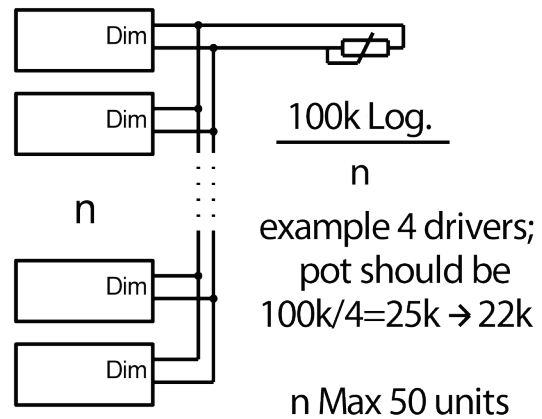 Dim
Dim
100k Log.
n
n
example 4 drivers;
pot should be
100k/4=25k → 22k
Dim
Dim
n Max 50 units